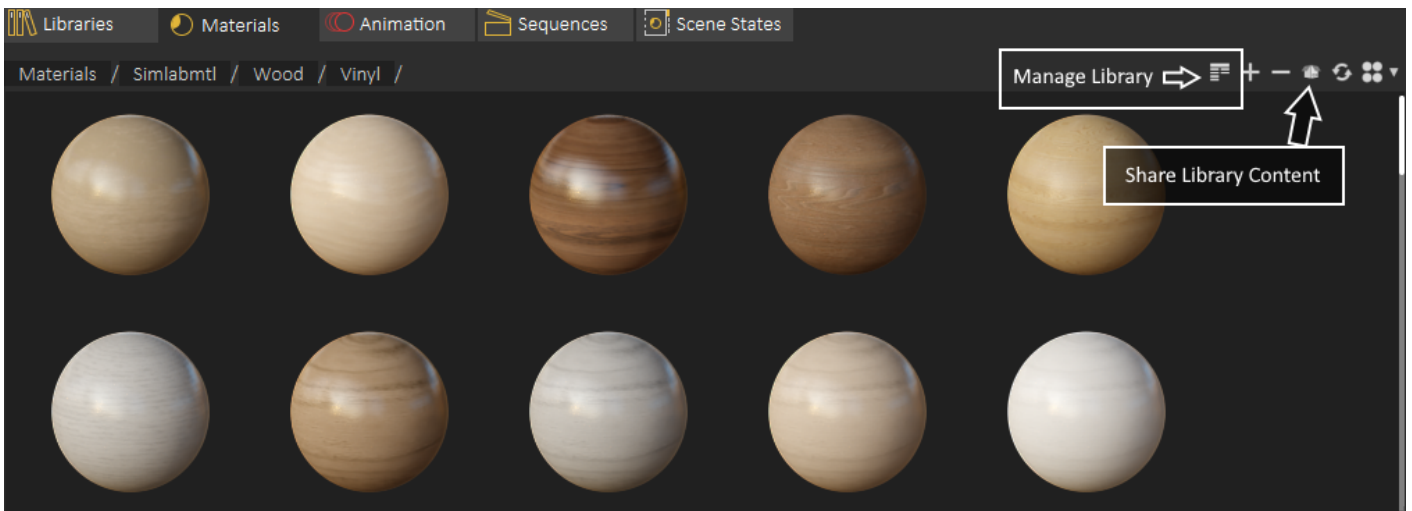 Libraries Materials Animation Sequences Scene States
Materials / Simlabmtl / Wood / Vinyl /
Manage Library
Share Library Content